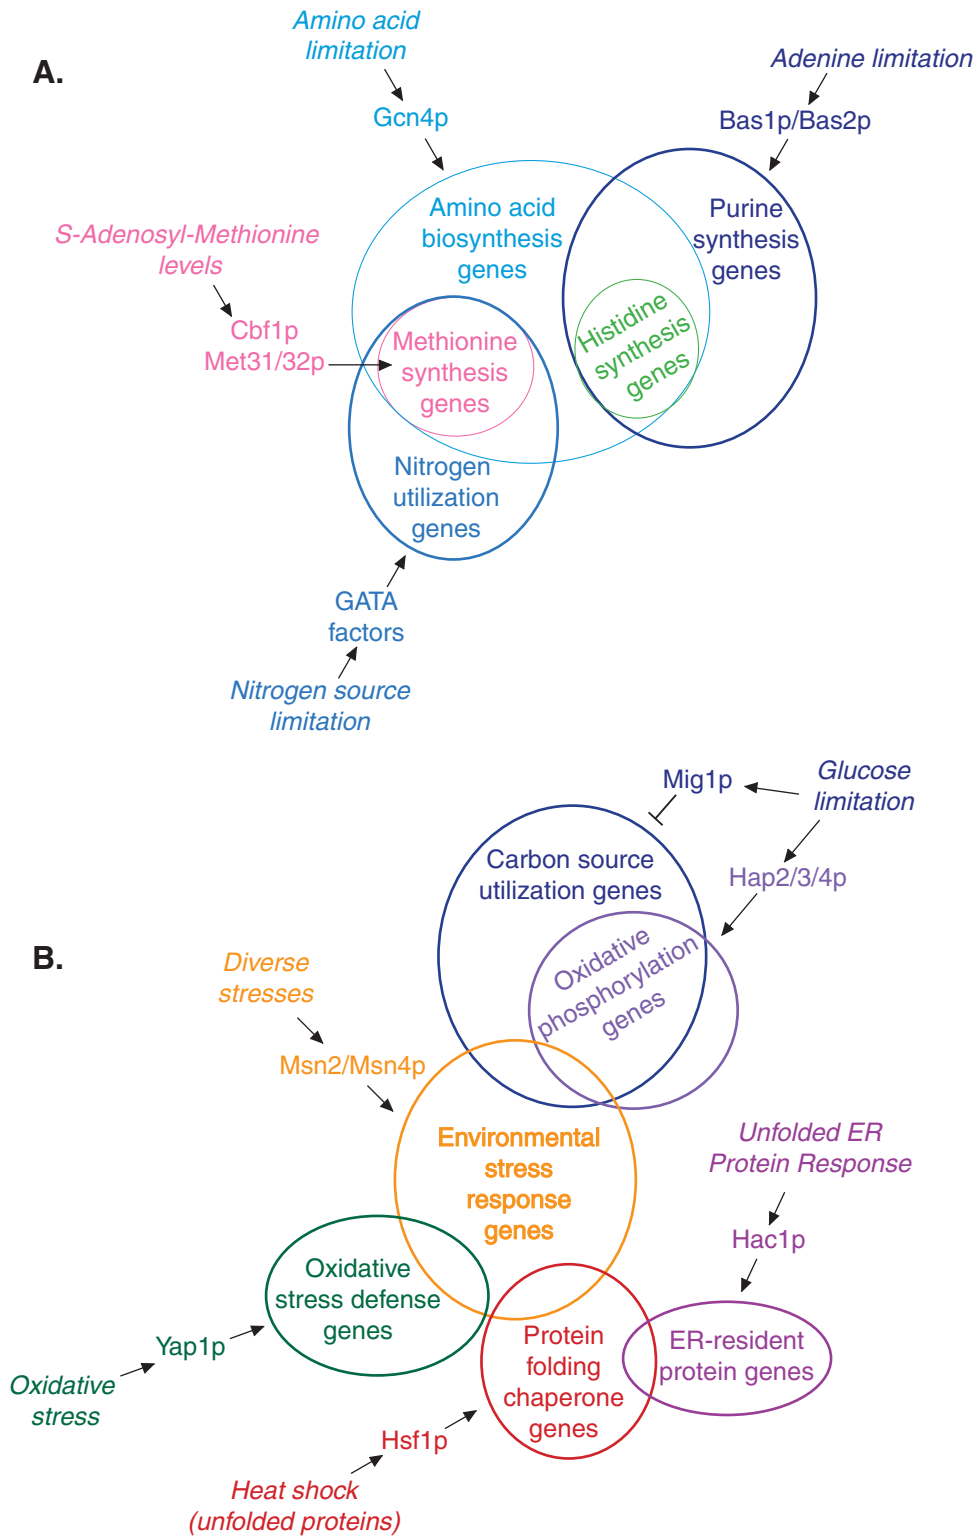 A.
Amino acid
limitation
Gcn4p
Adenine limitation
Bas1p/Bas2p
Amino acid
biosynthesis
genes
Purine
synthesis
genes
S-Adenosyl-Methionine
levels
Cbf1p
Met31/32p
Methionine
synthesis
genes
Histidine
synthesis
genes
Nitrogen
utilization
genes
GATA
factors
Nitrogen source
limitation
B.
Mig1p
Glucose
limitation
Carbon source
utilization genes
Hap2/3/4p
Oxidative
phosphorylation
genes
Diverse
stresses
Msn2/Msn4p
Environmental
stress
response
genes
Unfolded ER
Protein Response
Hac1p
Oxidative
stress defense
genes
Yap1p
Oxidative
stress
Protein
folding
chaperone
genes
ER-resident
protein genes
Hsf1p
Heat shock
(unfolded proteins)